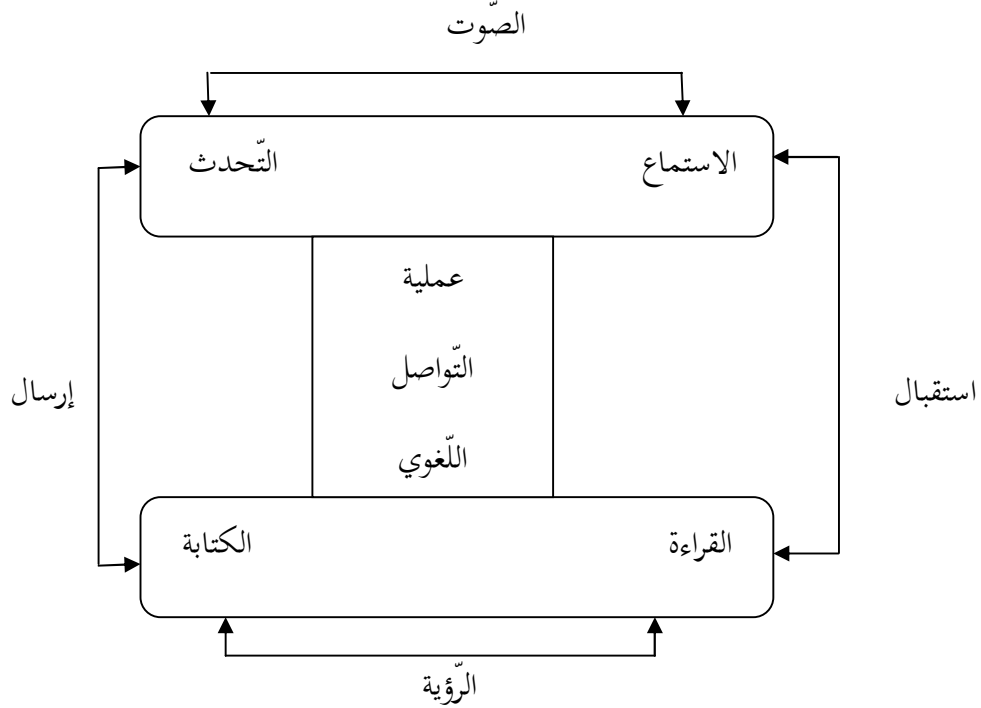 الصّوت
الاستماع
التّحدث
عملية
التّواصل
اللّغوي
استقبال
إرسال
القراءة
الكتابة
الرّؤية